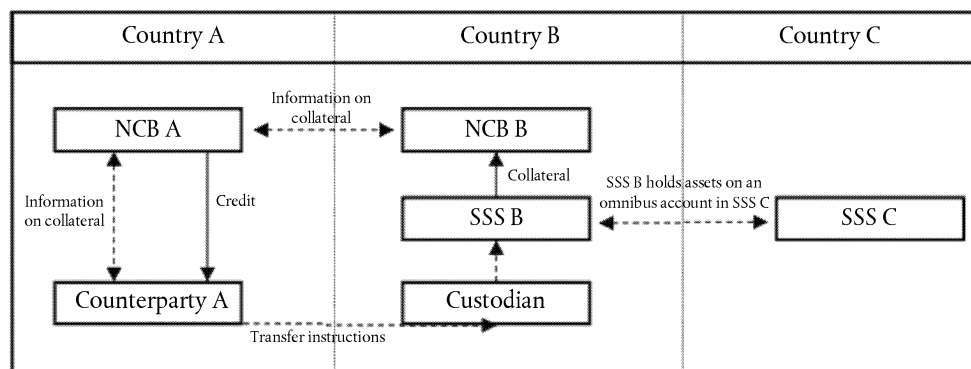 Country A
Country B
Country C
Information on
collateral
NCB A
NCB B
Information
on collateral
Credit
Collateral
SSS B holds assets on an
omnibus account in SSS C
SSS B
SSS C
Counterparty A
Custodian
Transfer instructions